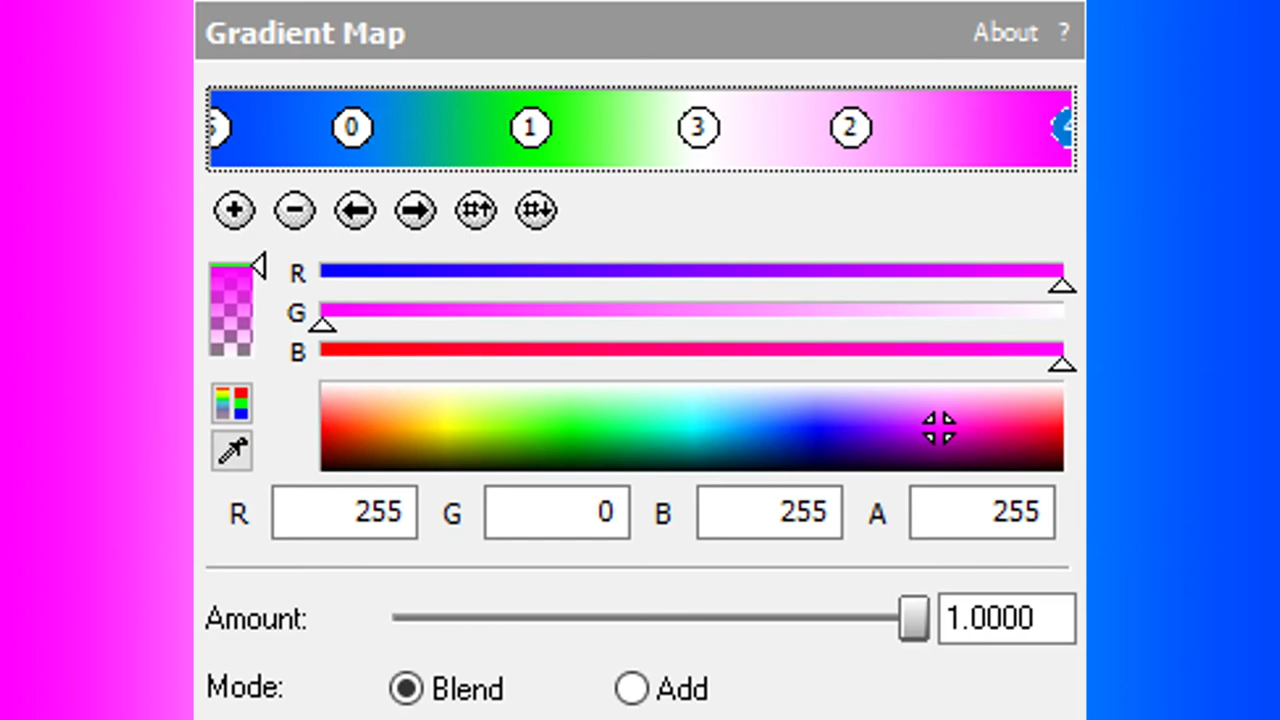 Gradient Map About ?
0 1 3 2
R
G
B
R 255 G 0 B 255 A 255
Amount: 1.0000
Mode: Blend Add